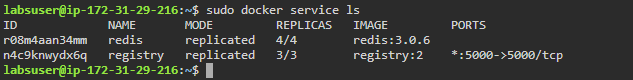 labsuser@ip-172-31-29-216:~$ sudo docker service ls
ID NAME MODE REPLICAS IMAGE PORTS
r08m4aan34mm redis replicated 4/4 redis:3.0.6
n4c9knwydx6q registry replicated 3/3 registry:2 *:5000->5000/tcp
labsuser@ip-172-31-29-216:~$